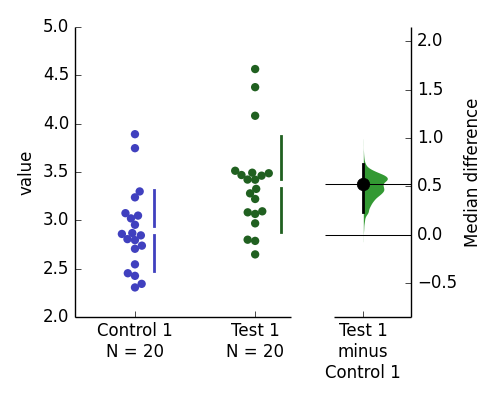 5.0
4.5
4.0
3.5
3.0
2.5
2.0
value
Control 1
N = 20
Test 1
N = 20
2.0
1.5
1.0
0.5
0.0
−0.5
Median difference
Test 1
minus
Control 1